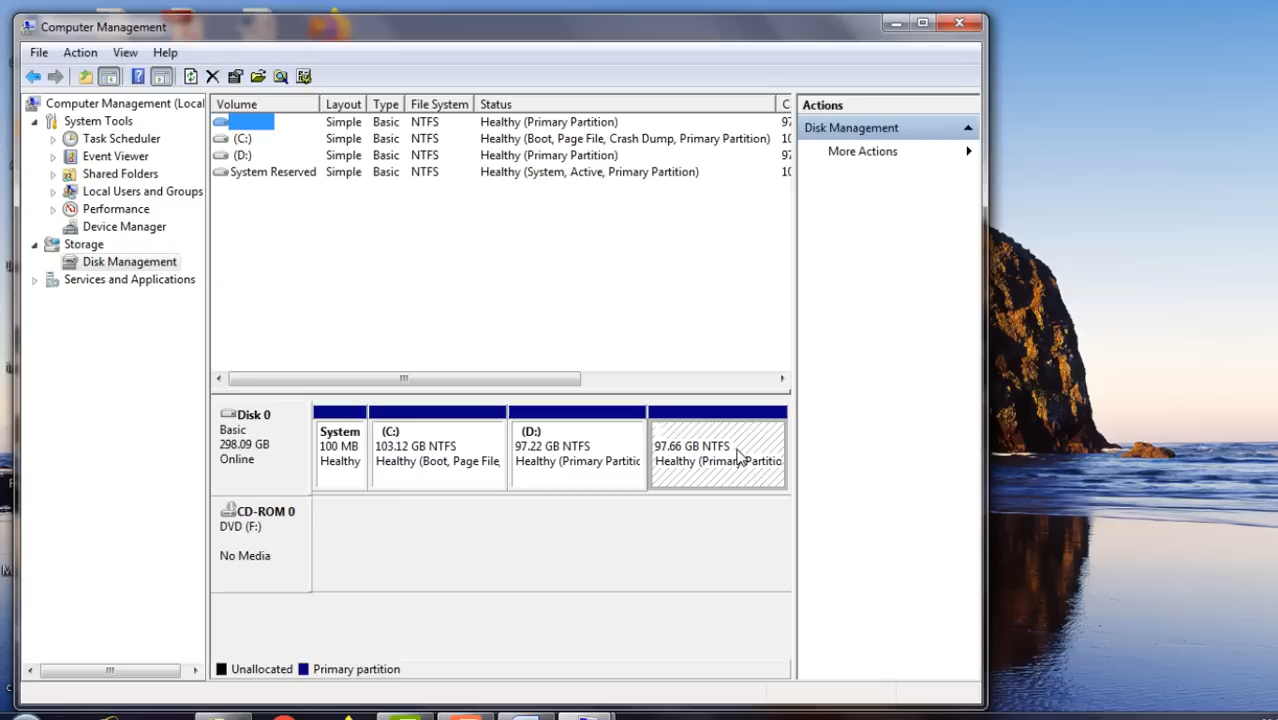 Computer Management
File Action View Help
Computer Management (Local
System Tools
Task Scheduler
Event Viewer
Shared Folders
Local Users and Groups
Performance
Device Manager
Storage
Disk Management
Services and Applications
Volume Layout Type File System Status C
Simple Basic NTFS Healthy (Primary Partition) 97
(C:) Simple Basic NTFS Healthy (Boot, Page File, Crash Dump, Primary Partition) 10
(D:) Simple Basic NTFS Healthy (Primary Partition) 97
System Reserved Simple Basic NTFS Healthy (System, Active, Primary Partition) 10
Disk 0
Basic
298.09 GB
Online
System
100 MB
Healthy
(C:)
103.12 GB NTFS
Healthy (Boot, Page File,
(D:)
97.22 GB NTFS
Healthy (Primary Partitic
97.66 GB NTFS
Healthy (Primary Partitio
CD-ROM 0
DVD (F:)
No Media
Unallocated Primary partition
Actions
Disk Management
More Actions